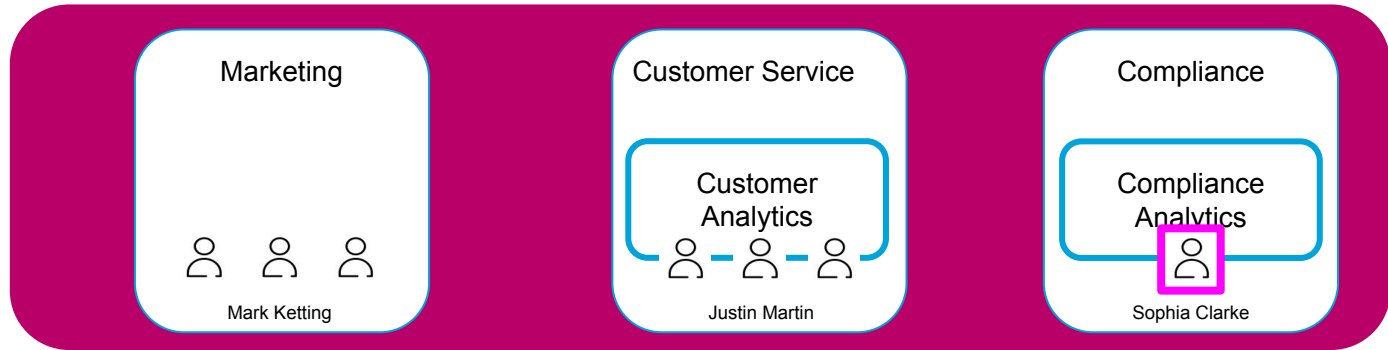 Marketing
Customer Service
Compliance
Customer
Analytics
Compliance
Analytics
Mark Ketting
Justin Martin
Sophia Clarke